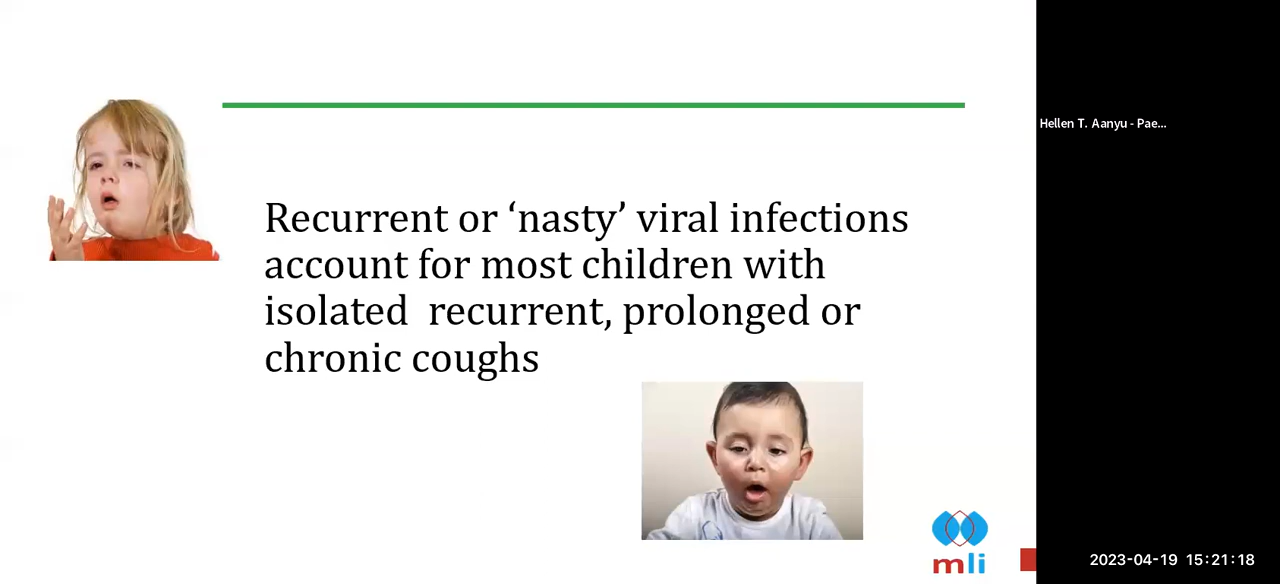 Hellen T. Aanyu - Pae...
Recurrent or ‘nasty’ viral infections
account for most children with
isolated  recurrent, prolonged or
chronic coughs
mli
2023-04-19 15:21:18